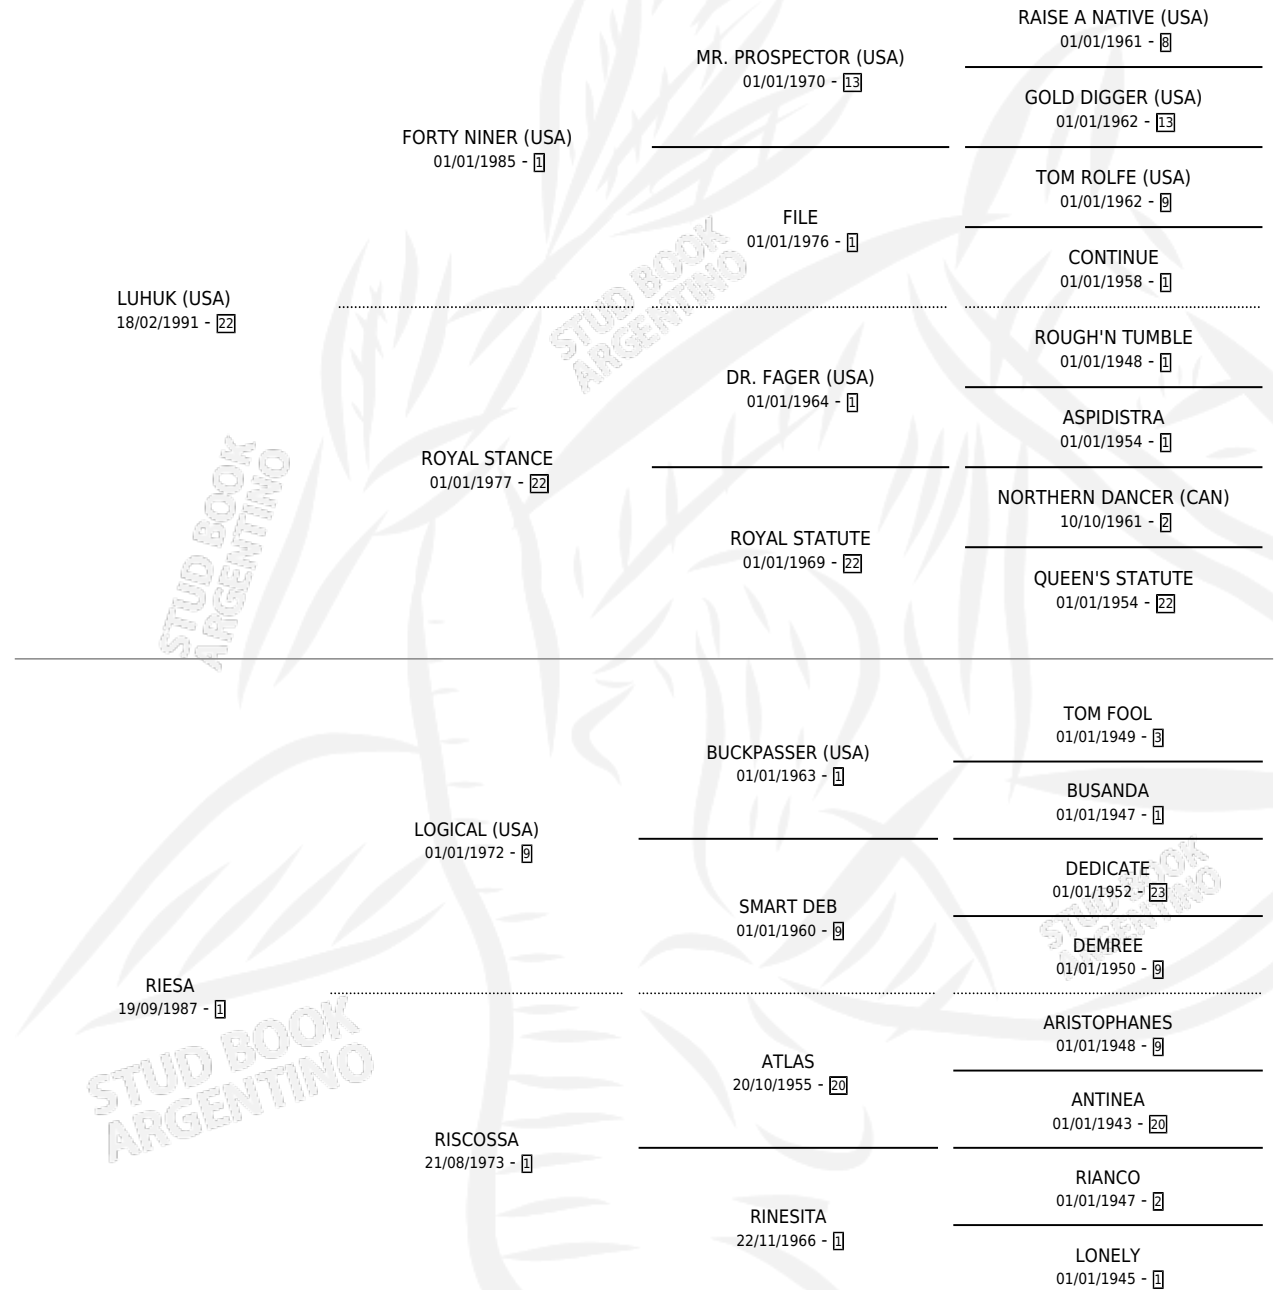 RAISE A NATIVE (USA)
01/01/1961 - 8
MR. PROSPECTOR (USA)
01/01/1970 - 13
GOLD DIGGER (USA)
01/01/1962 - 13
FORTY NINER (USA)
01/01/1985 - 1
TOM ROLFE (USA)
01/01/1962 - 9
FILE
01/01/1976 - 1
CONTINUE
01/01/1958 - 1
LUHUK (USA)
18/02/1991 - 22
ROUGH'N TUMBLE
01/01/1948 - 1
DR. FAGER (USA)
01/01/1964 - 1
ASPIDISTRA
01/01/1954 - 1
ROYAL STANCE
01/01/1977 - 22
NORTHERN DANCER (CAN)
10/10/1961 - 2
ROYAL STATUTE
01/01/1969 - 22
QUEEN'S STATUTE
01/01/1954 - 22
TOM FOOL
01/01/1949 - 3
BUCKPASSER (USA)
01/01/1963 - 1
BUSANDA
01/01/1947 - 1
LOGICAL (USA)
01/01/1972 - 9
DEDICATE
01/01/1952 - 23
SMART DEB
01/01/1960 - 9
DEMREE
01/01/1950 - 9
RIESA
19/09/1987 - 1
ARISTOPHANES
01/01/1948 - 9
ATLAS
20/10/1955 - 20
ANTINEA
01/01/1943 - 20
RISCOSSA
21/08/1973 - 1
RIANCO
01/01/1947 - 2
RINESITA
22/11/1966 - 1
LONELY
01/01/1945 - 1
STUD BOOK
ARGENTINO
STUD BOOK
ARGENTINO
STUD BOOK
ARGENTINO
STUD BOOK
ARGENTINO